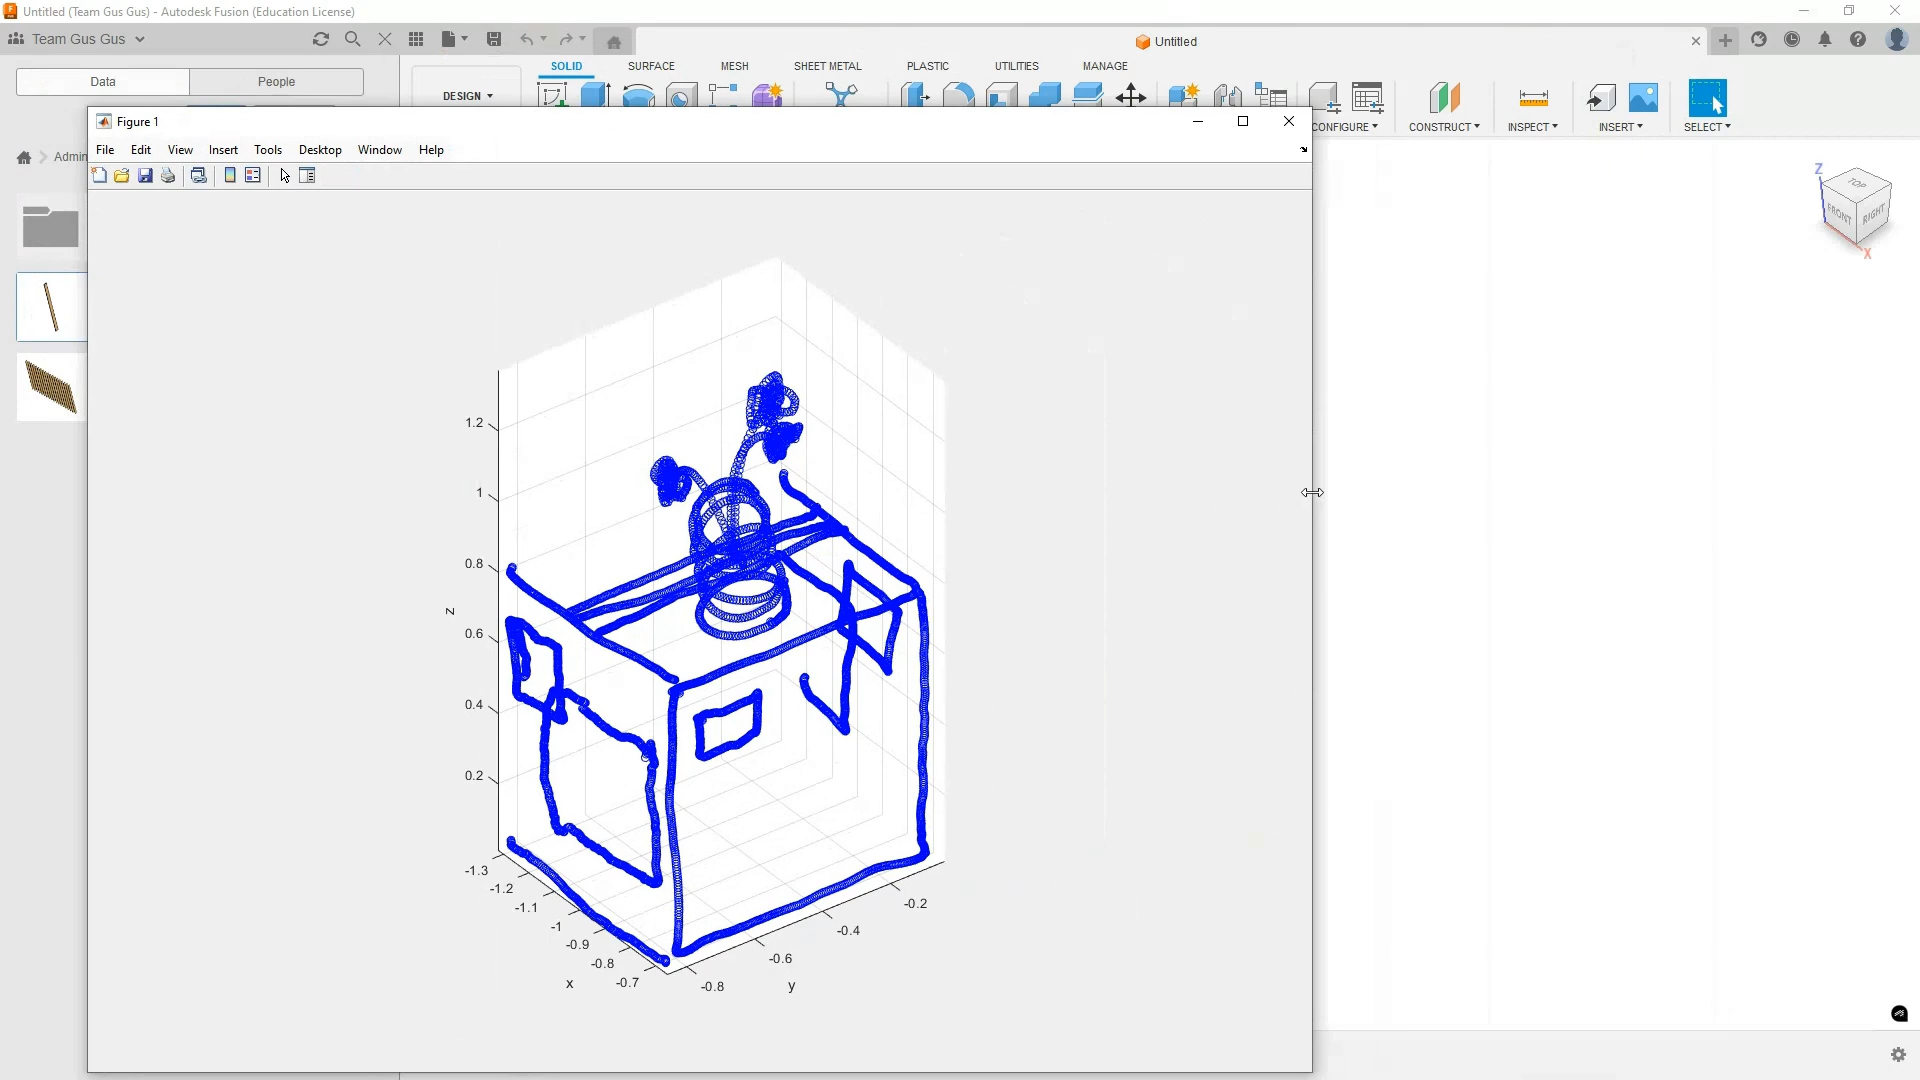 Untitled (Team Gus Gus) - Autodesk Fusion (Education License)
Team Gus Gus
Untitled
Data
People
SOLID
SURFACE
MESH
SHEET METAL
PLASTIC
UTILITIES
MANAGE
DESIGN
CONFIGURE
CONSTRUCT
INSPECT
INSERT
SELECT
Figure 1
File Edit View Insert Tools Desktop Window Help
Admin
Z
TOP
FRONT
RIGHT
X
1.2
1
0.8
z
0.6
0.4
0.2
-1.3
-1.2
-1.1
-1
-0.9
-0.8
-0.7
x
-0.2
-0.4
-0.6
-0.8
y